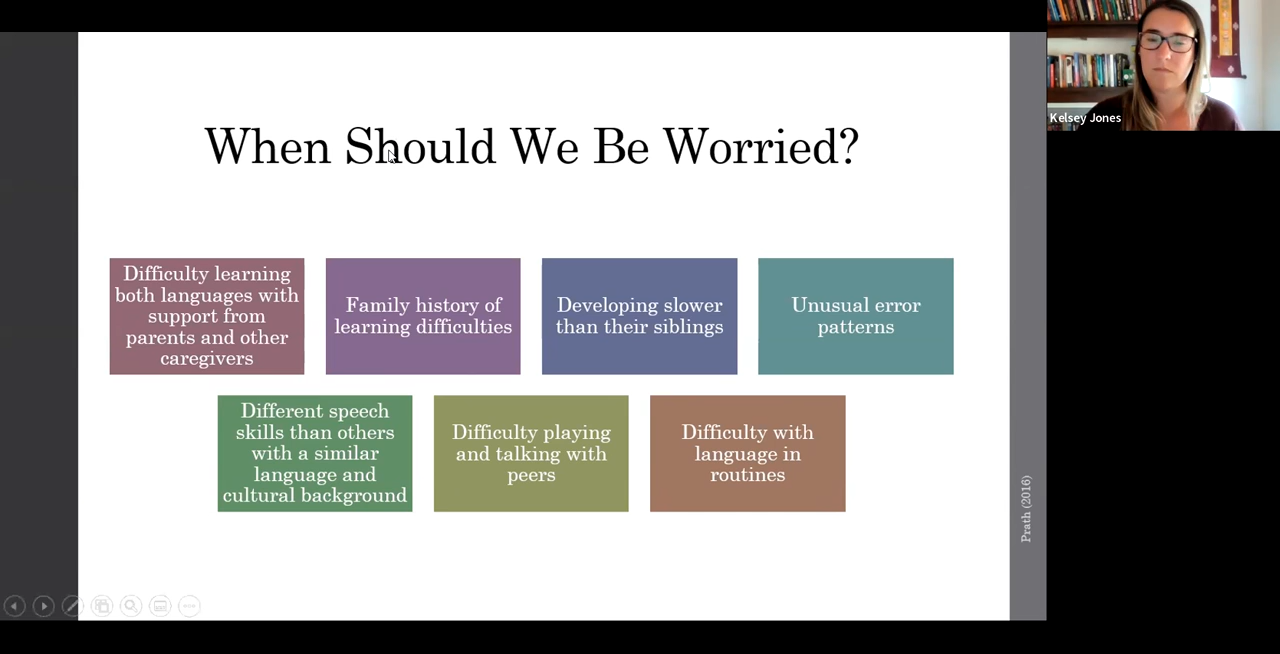 When Should We Be Worried?
Difficulty learning
both languages with
support from
parents and other
caregivers
Family history of
learning difficulties
Developing slower
than their siblings
Unusual error
patterns
Different speech
skills than others
with a similar
language and
cultural background
Difficulty playing
and talking with
peers
Difficulty with
language in
routines
Prath (2016)
Kelsey Jones